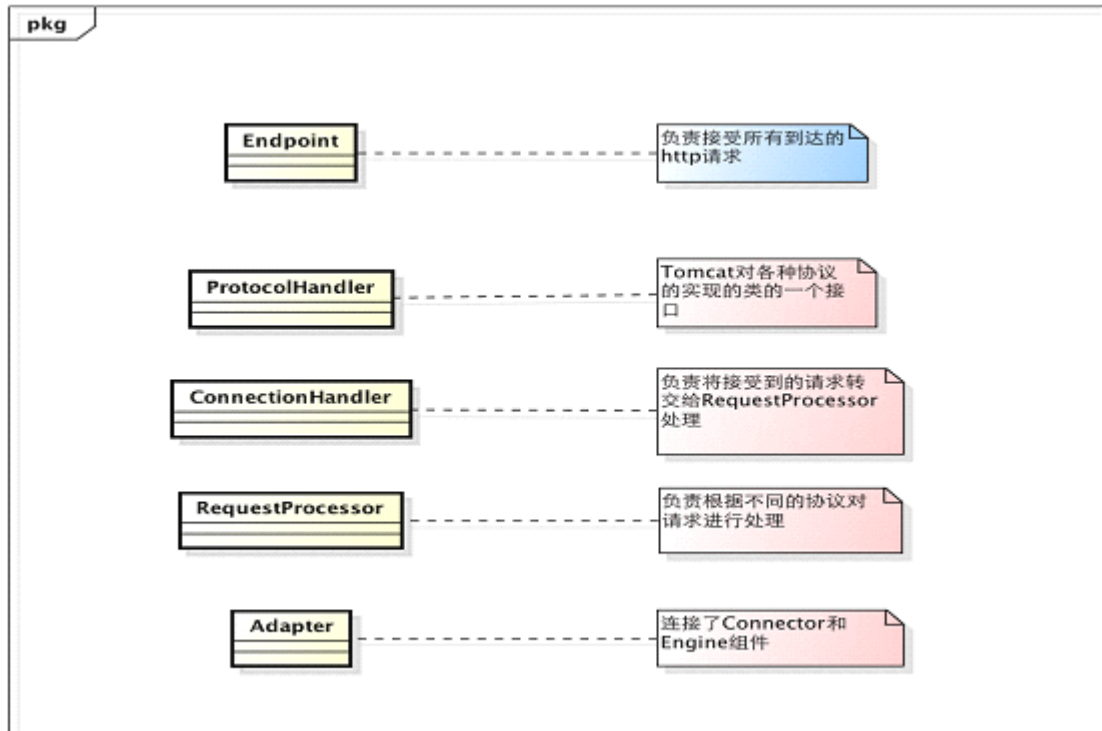 pkg
Endpoint
负责接受所有到达的
http请求
ProtocolHandler
Tomcat对各种协议
的实现的类的一个接
口
ConnectionHandler
负责将接受到的请求转
交给RequestProcessor
处理
RequestProcessor
负责根据不同的协议对
请求进行处理
Adapter
连接了Connector和
Engine组件